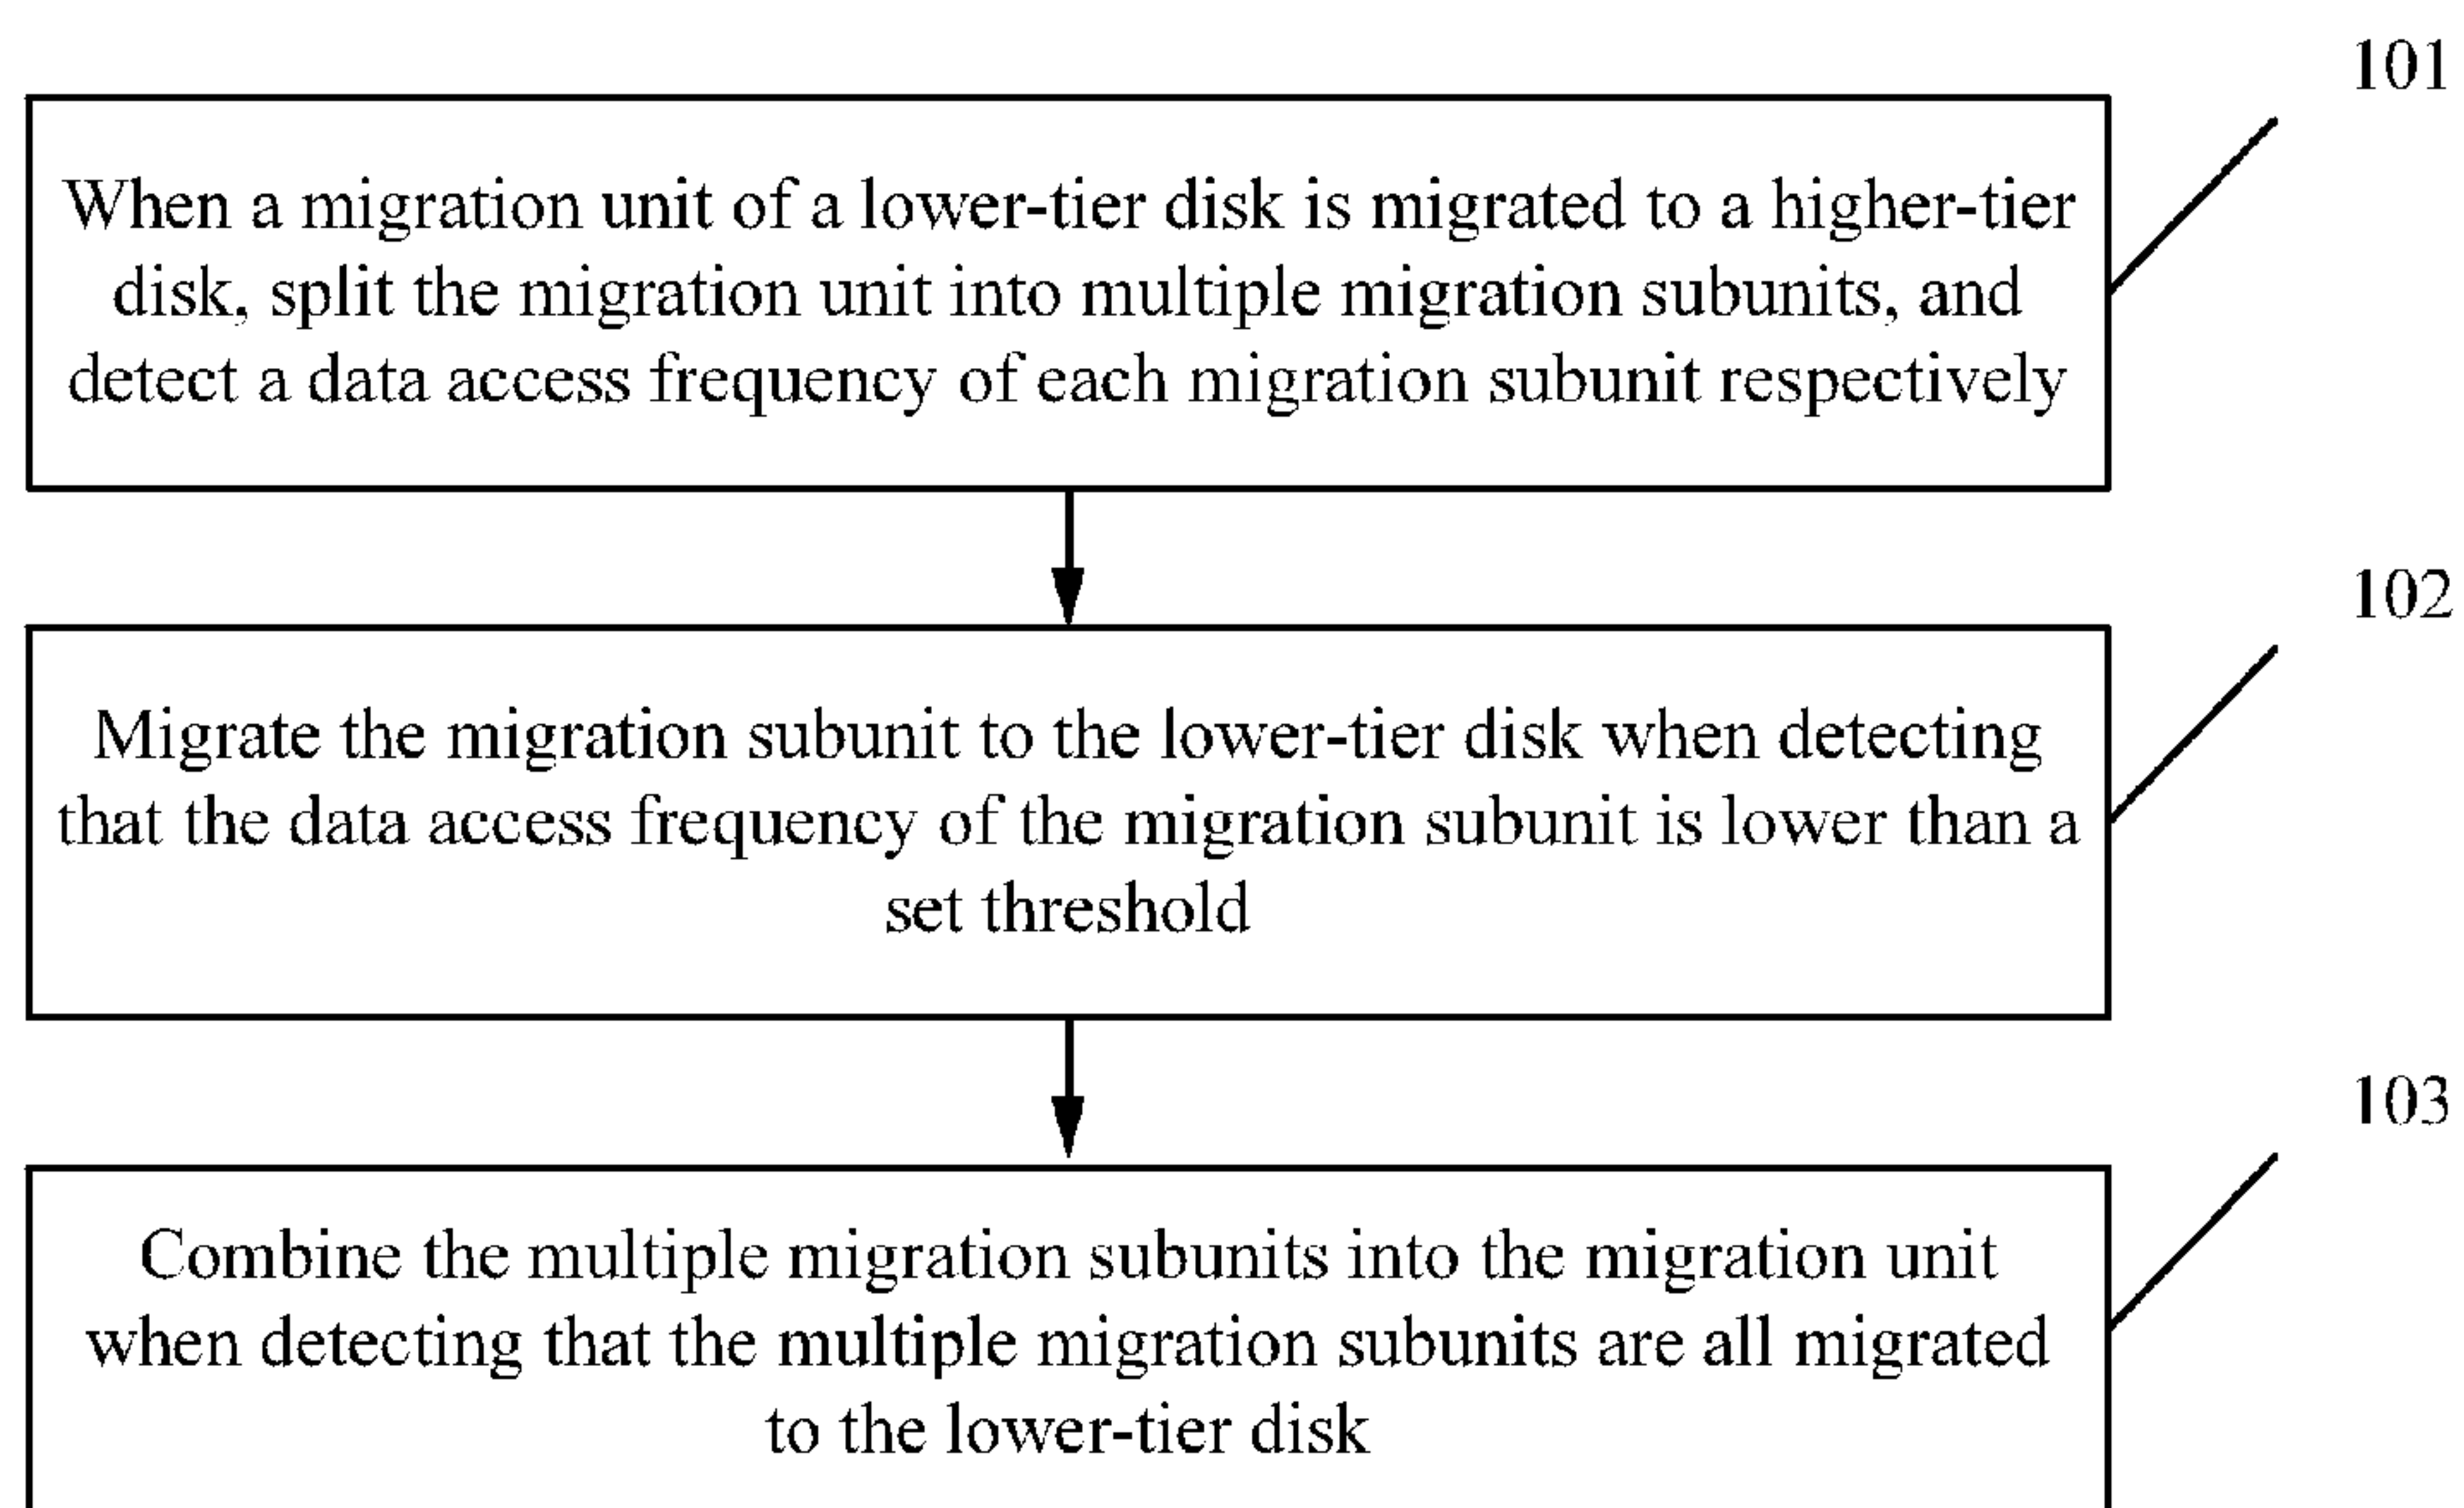 101
When a migration unit of a lower-tier disk is migrated to a higher-tier
disk, split the migration unit into multiple migration subunits, and
detect a data access frequency of each migration subunit respectively
102
Migrate the migration subunit to the lower-tier disk when detecting
that the data access frequency of the migration subunit is lower than a
set threshold
103
Combine the multiple migration subunits into the migration unit
when detecting that the multiple migration subunits are all migrated
to the lower-tier disk